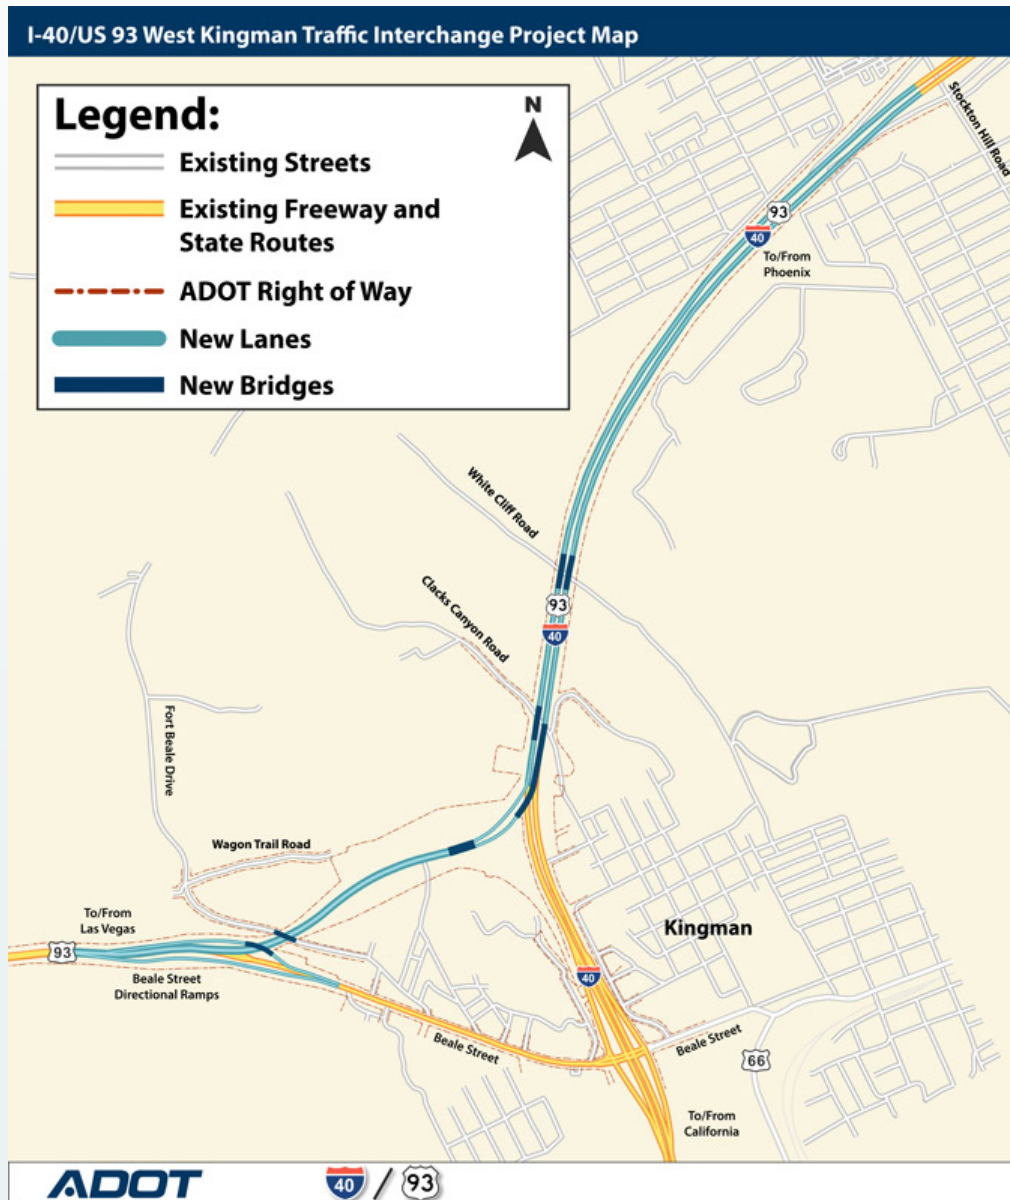 I-40/US 93 West Kingman Traffic Interchange Project Map
Legend:
N
Existing Streets
Existing Freeway and
State Routes
ADOT Right of Way
New Lanes
New Bridges
Stockton Hill Road
93
40
To/From
Phoenix
White Cliff Road
93
40
Clacks Canyon Road
Fort Beale Drive
Wagon Trail Road
To/From
Las Vegas
93
Beale Street
Directional Ramps
Kingman
40
Beale Street
Beale Street
66
To/From
California
ADOT
40 / 93